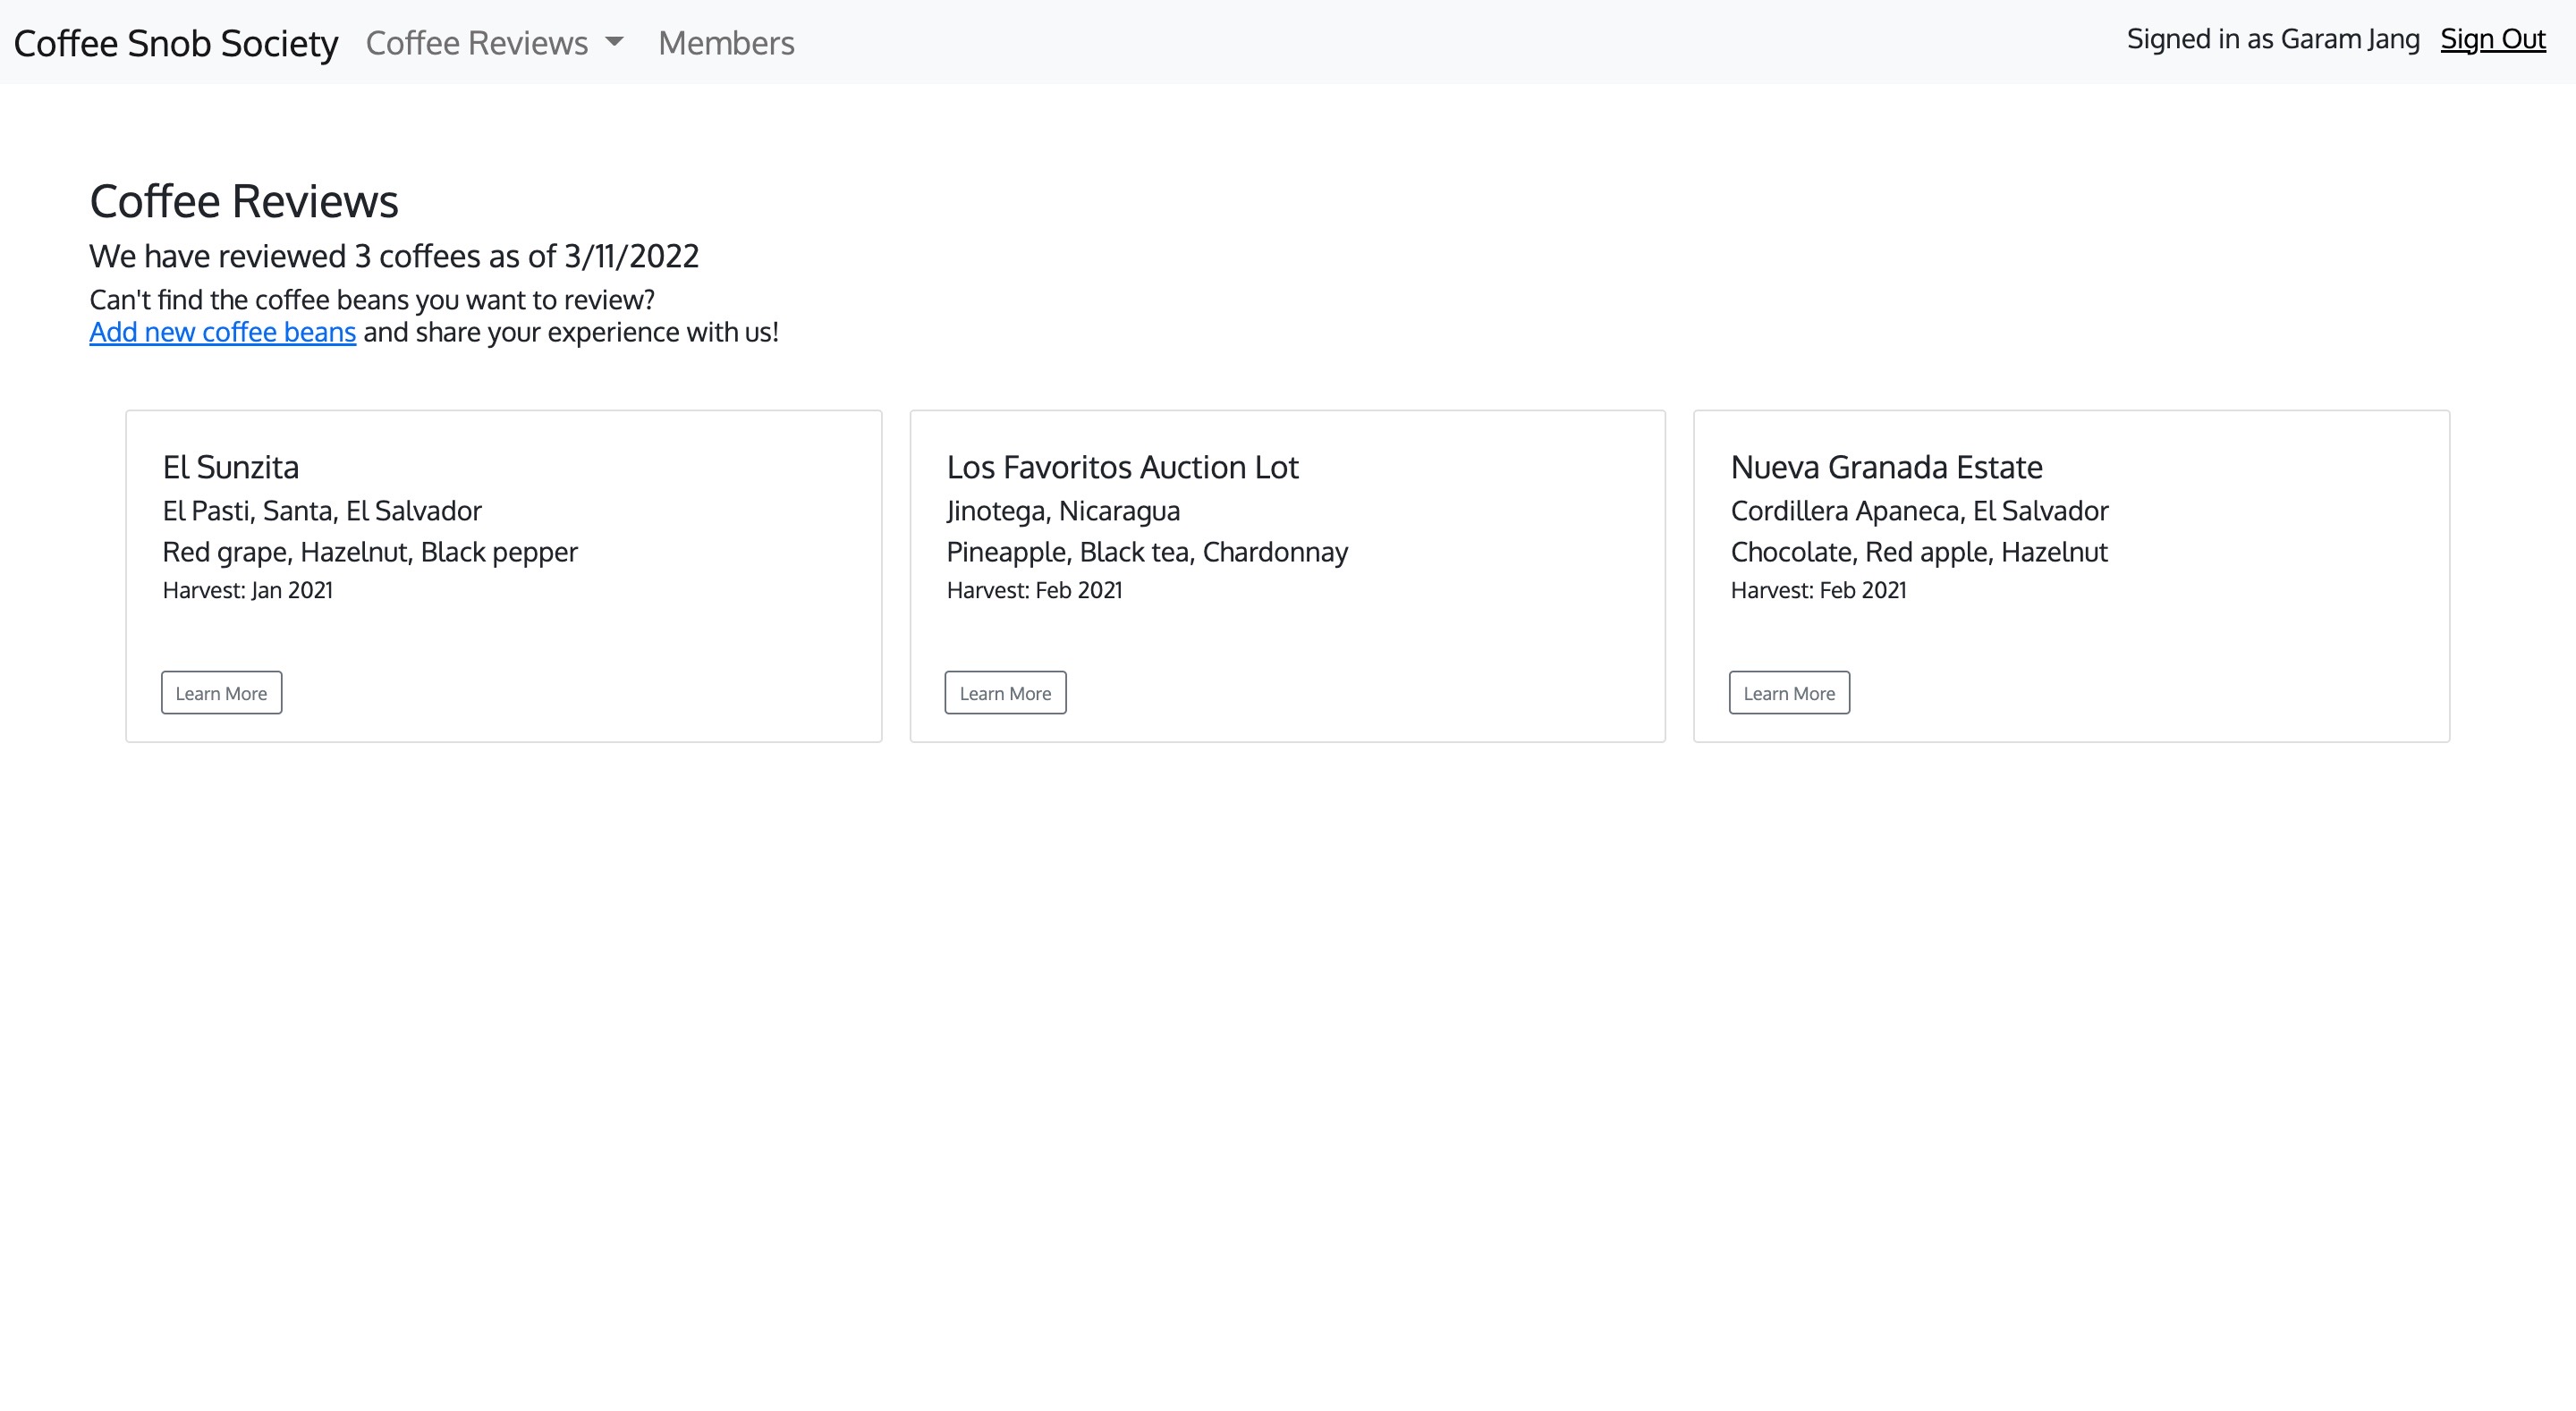 Coffee Snob Society Coffee Reviews Members Signed in as Garam Jang Sign Out
Coffee Reviews
We have reviewed 3 coffees as of 3/11/2022
Can't find the coffee beans you want to review?
Add new coffee beans and share your experience with us!
El Sunzita
El Pasti, Santa, El Salvador
Red grape, Hazelnut, Black pepper
Harvest: Jan 2021
Learn More
Los Favoritos Auction Lot
Jinotega, Nicaragua
Pineapple, Black tea, Chardonnay
Harvest: Feb 2021
Learn More
Nueva Granada Estate
Cordillera Apaneca, El Salvador
Chocolate, Red apple, Hazelnut
Harvest: Feb 2021
Learn More